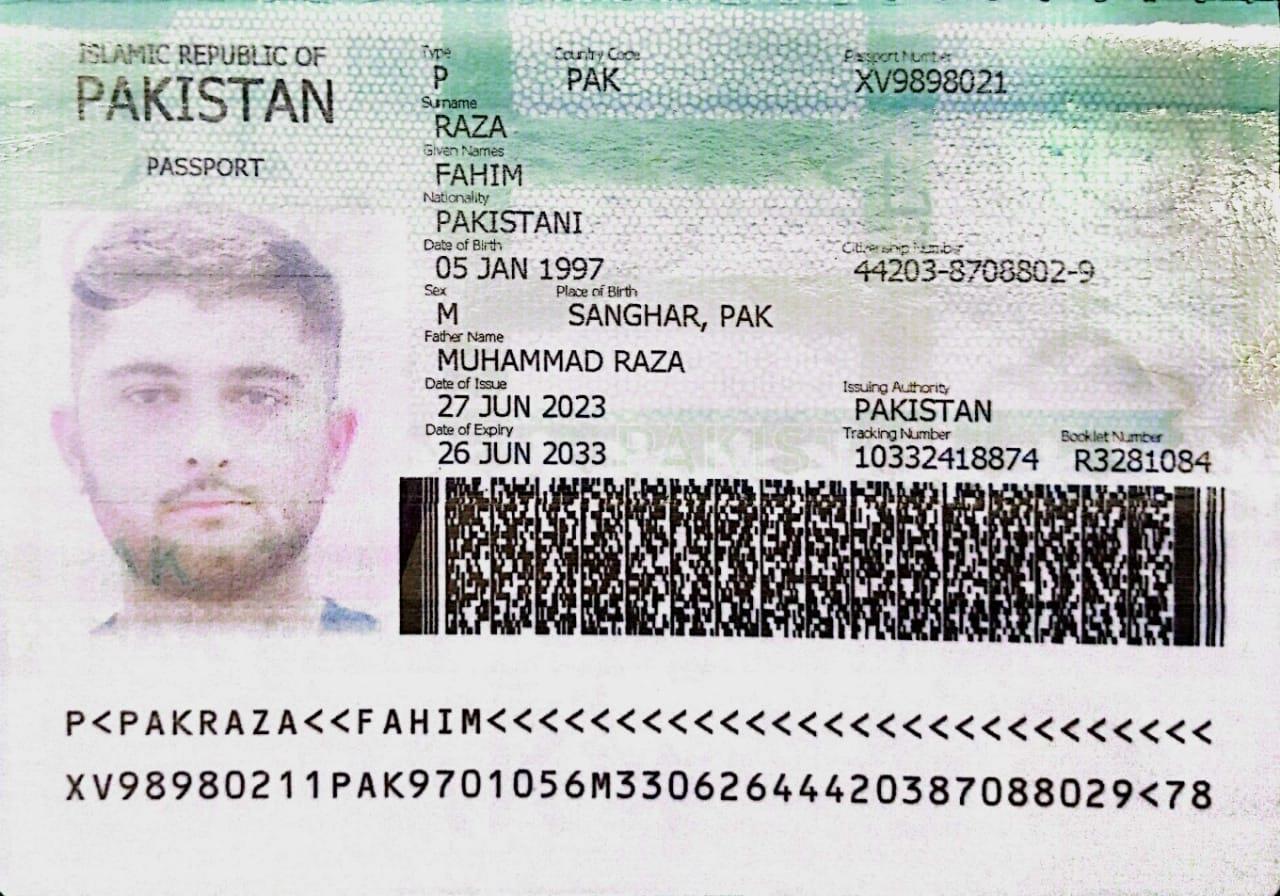 ISLAMIC REPUBLIC OF
PAKISTAN
PASSPORT
Type Country Code Passport Number
P PAK XV9898021
Surname
RAZA
Given Names
FAHIM
Nationality
PAKISTANI
Date of Birth Citizenship Number
05 JAN 1997 44203-8708802-9
Sex Place of Birth
M SANGHAR, PAK
Father Name
MUHAMMAD RAZA
Date of Issue Issuing Authority
27 JUN 2023 PAKISTAN
Date of Expiry Tracking Number Booklet Number
26 JUN 2033 10332418874 R3281084
P<PAKRAZA<<FAHIM<<<<<<<<<<<<<<<<<<<<<<<<<<<<
XV98980211PAK9701056M33062644420387088029<78